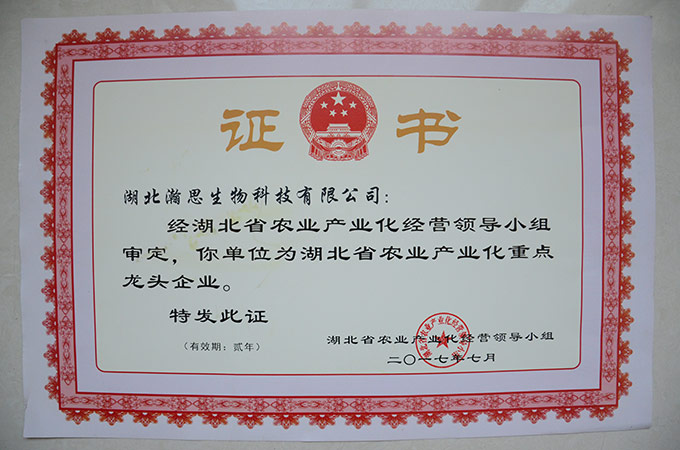 证书
湖北瀚思生物科技有限公司：
经湖北省农业产业化经营领导小组
审定，你单位为湖北省农业产业化重点
龙头企业。
特发此证
（有效期：贰年）
湖北省农业产业化经营领导小组
二〇一七年七月